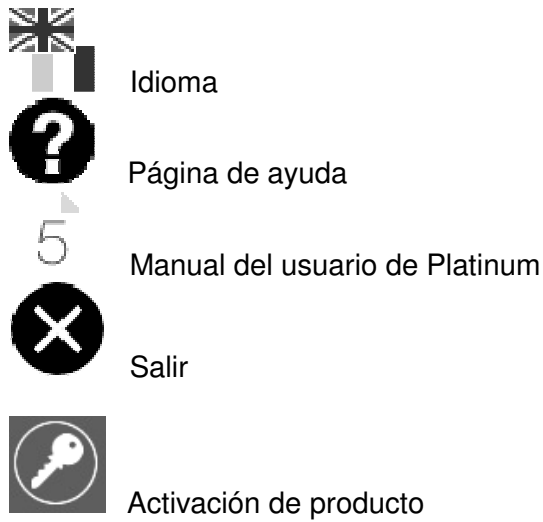 Idioma
?
Página de ayuda
5
Manual del usuario de Platinum
Salir
Activación de producto